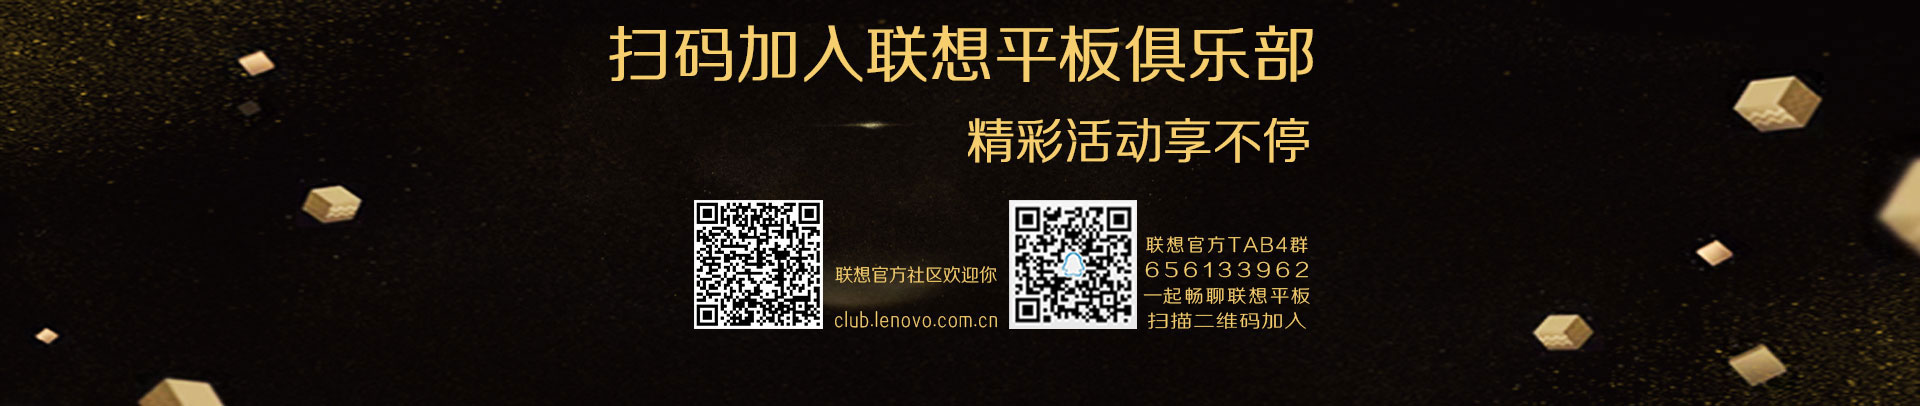 扫码加入联想平板俱乐部
精彩活动享不停
联想官方社区欢迎你
club.lenovo.com.cn
联想官方TAB4群
656133962
一起畅聊联想平板
扫描二维码加入